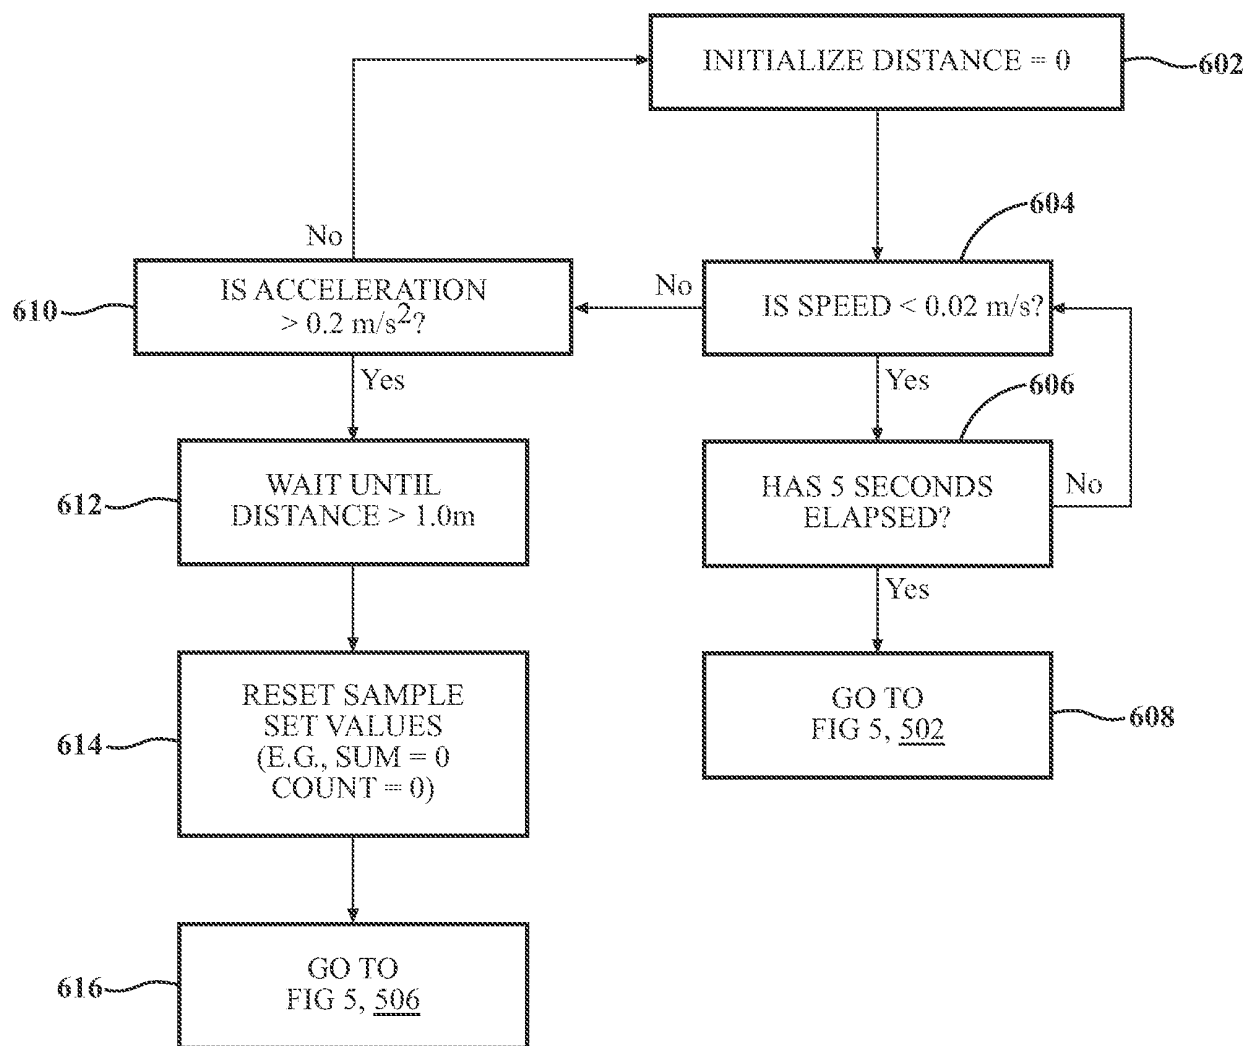 INITIALIZE DISTANCE = 0
602
604
No
No
IS ACCELERATION
> 0.2 m/s²?
610
IS SPEED < 0.02 m/s?
Yes
Yes
606
WAIT UNTIL
DISTANCE > 1.0m
612
HAS 5 SECONDS
ELAPSED?
No
Yes
RESET SAMPLE
SET VALUES
(E.G., SUM = 0
COUNT = 0)
614
GO TO
FIG 5, 502
608
GO TO
FIG 5, 506
616